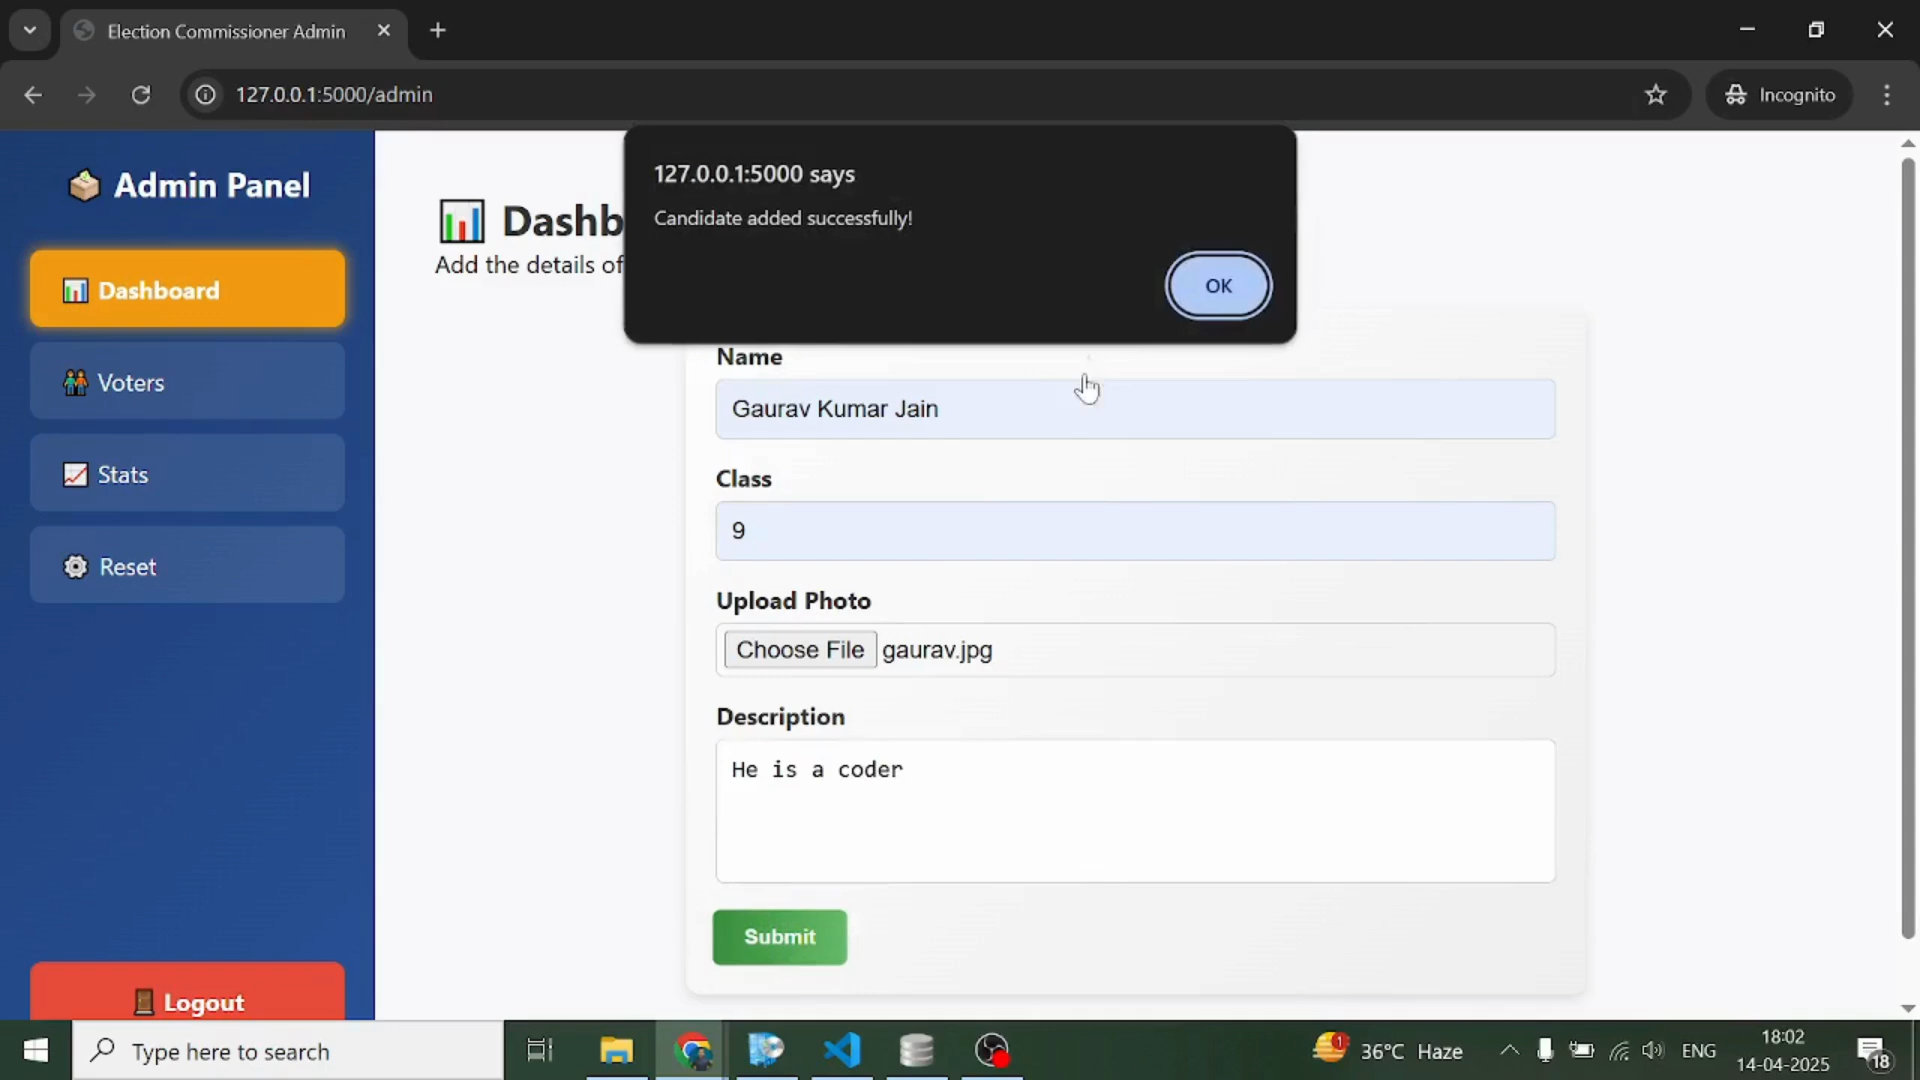 Election Commissioner Admin
127.0.0.1:5000/admin
Incognito
127.0.0.1:5000 says
Candidate added successfully!
OK
Admin Panel
Dashboard
Voters
Stats
Reset
Logout
Dashb
Add the details of
Name
Gaurav Kumar Jain
Class
9
Upload Photo
Choose File gaurav.jpg
Description
He is a coder
Submit
Type here to search
1
36°C Haze
ENG
18:02
14-04-2025
18